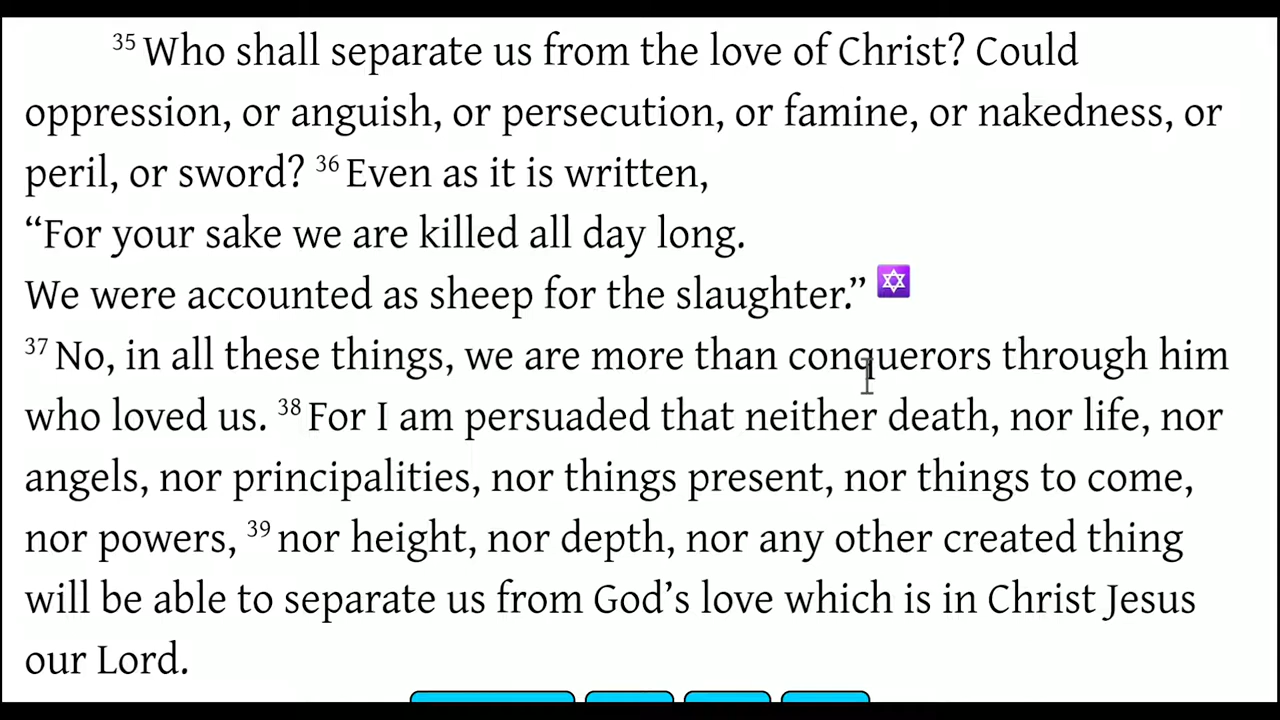 35 Who shall separate us from the love of Christ? Could
oppression, or anguish, or persecution, or famine, or nakedness, or
peril, or sword? 36 Even as it is written,
“For your sake we are killed all day long.
We were accounted as sheep for the slaughter.” ✡
37 No, in all these things, we are more than conquerors through him
who loved us. 38 For I am persuaded that neither death, nor life, nor
angels, nor principalities, nor things present, nor things to come,
nor powers, 39 nor height, nor depth, nor any other created thing
will be able to separate us from God’s love which is in Christ Jesus
our Lord.